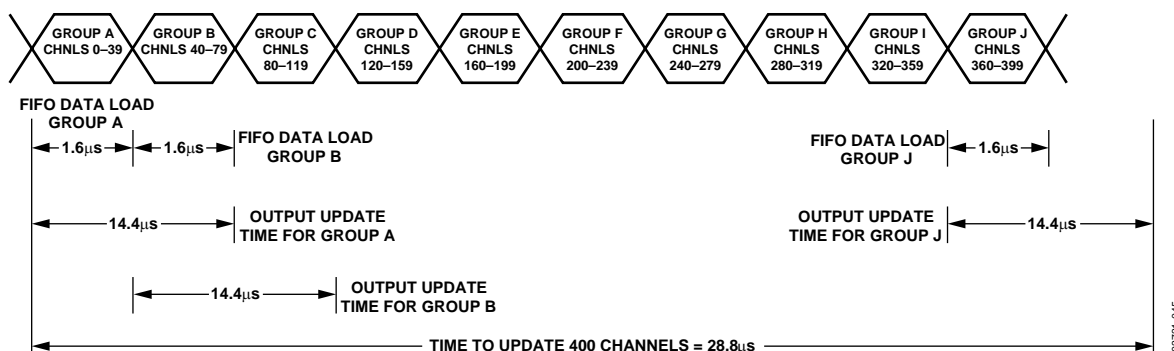 GROUP A
CHNLS 0–39
GROUP B
CHNLS 40–79
GROUP C
CHNLS
80–119
GROUP D
CHNLS
120–159
GROUP E
CHNLS
160–199
GROUP F
CHNLS
200–239
GROUP G
CHNLS
240–279
GROUP H
CHNLS
280–319
GROUP I
CHNLS
320–359
GROUP J
CHNLS
360–399
FIFO DATA LOAD
GROUP A
1.6µs
1.6µs
FIFO DATA LOAD
GROUP B
FIFO DATA LOAD
GROUP J
1.6µs
14.4µs
OUTPUT UPDATE
TIME FOR GROUP A
OUTPUT UPDATE
TIME FOR GROUP J
14.4µs
14.4µs
OUTPUT UPDATE
TIME FOR GROUP B
TIME TO UPDATE 400 CHANNELS = 28.8µs